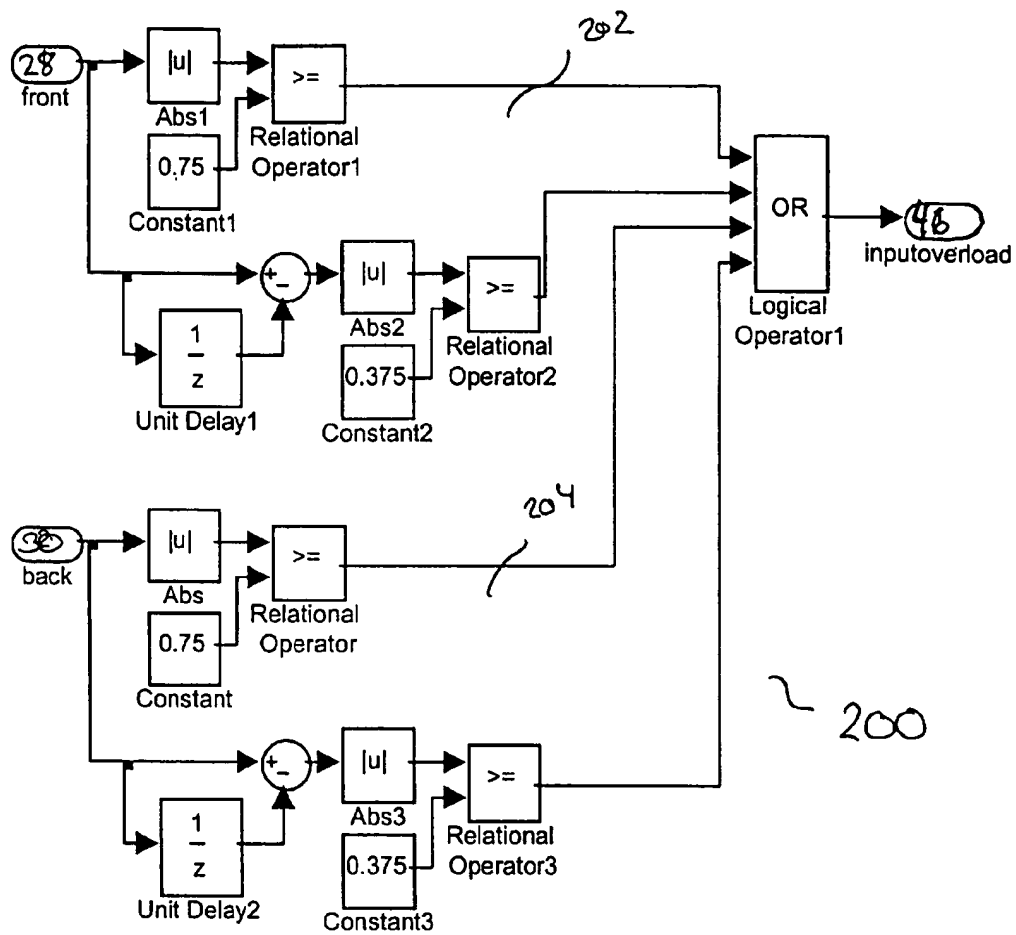 202
28
front
|u|
Abs1
>=
Relational
Operator1
0.75
Constant1
OR
Logical
Operator1
46
inputoverload
+
−
|u|
Abs2
>=
Relational
Operator2
1
z
Unit Delay1
0.375
Constant2
204
30
back
|u|
Abs
>=
Relational
Operator
0.75
Constant
200
+
−
|u|
Abs3
>=
Relational
Operator3
1
z
Unit Delay2
0.375
Constant3